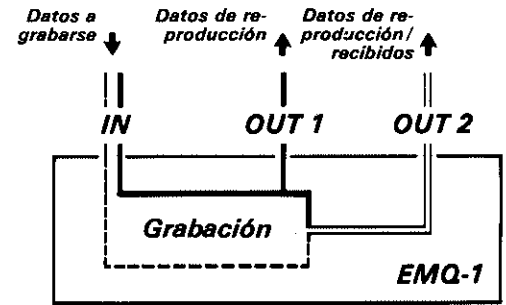 Datos a
grabarse
Datos de re-
producción
Datos de re-
producción/
recibidos
IN
OUT 1
OUT 2
Grabación
EMQ-1